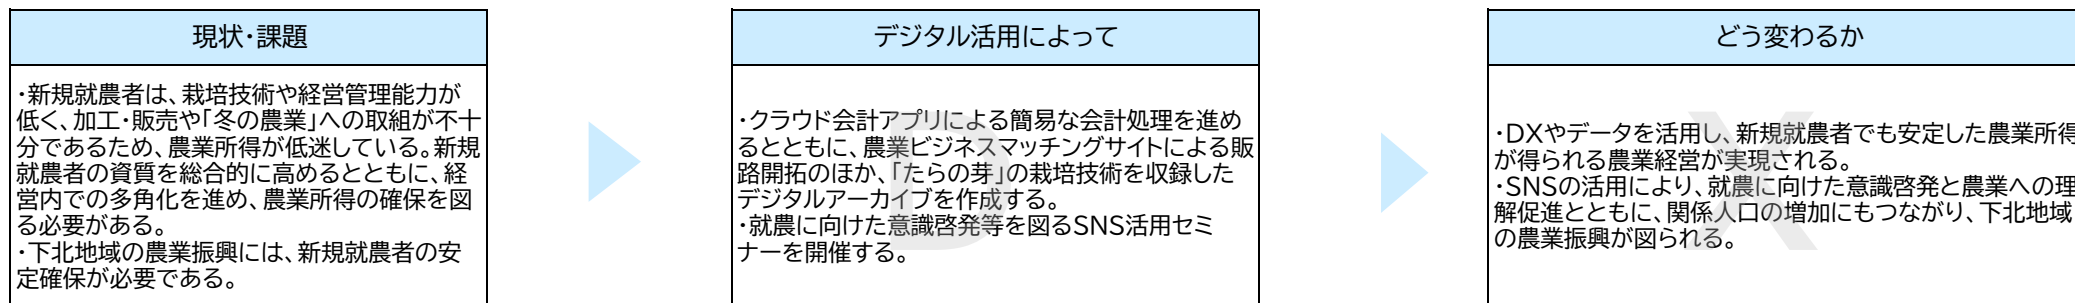 現状・課題
・新規就農者は、栽培技術や経営管理能力が
低く、加工・販売や「冬の農業」への取組が不十
分であるため、農業所得が低迷している。新規
就農者の資質を総合的に高めるとともに、経
営内での多角化を進め、農業所得の確保を図
る必要がある。
・下北地域の農業振興には、新規就農者の安
定確保が必要である。
デジタル活用によって
・クラウド会計アプリによる簡易な会計処理を進め
るとともに、農業ビジネスマッチングサイトによる販
路開拓のほか、「たらの芽」の栽培技術を収録した
デジタルアーカイブを作成する。
・就農に向けた意識啓発等を図るSNS活用セミ
ナーを開催する。
D
どう変わるか
・DXやデータを活用し、新規就農者でも安定した農業所得
が得られる農業経営が実現される。
・SNSの活用により、就農に向けた意識啓発と農業への理
解促進とともに、関係人口の増加にもつながり、下北地域
の農業振興が図られる。
X